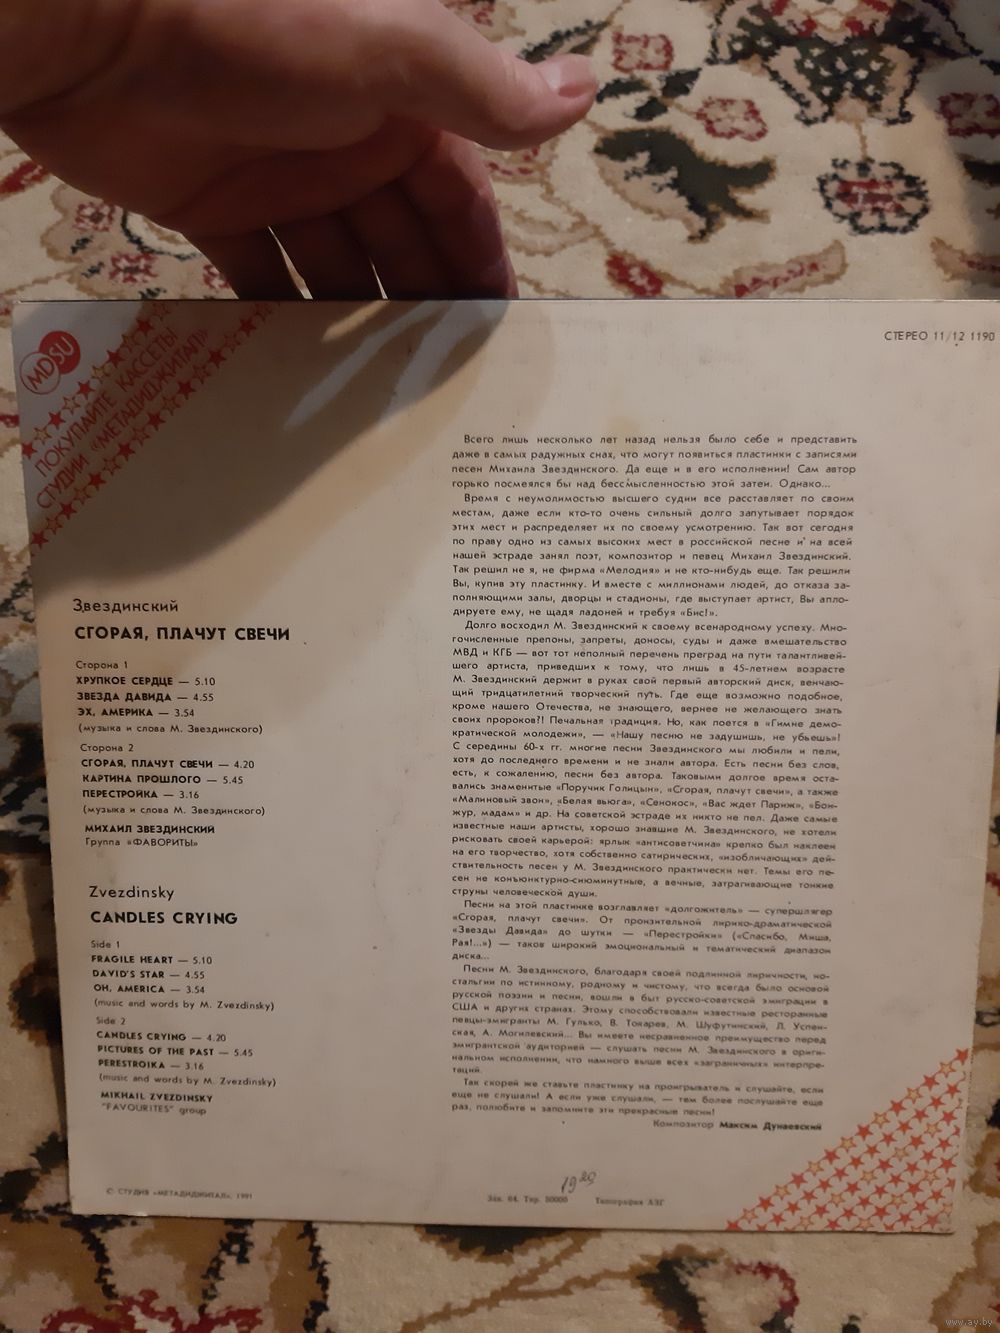 MDSU
ПОКУПАЙТЕ КАССЕТЫ
СТУДИИ «МЕТАДИДЖИТАЛ»
СТЕРЕО 11/12 1190
Звездинский
СГОРАЯ, ПЛАЧУТ СВЕЧИ
Сторона 1
ХРУПКОЕ СЕРДЦЕ — 5.10
ЗВЕЗДА ДАВИДА — 4.55
ЭХ, АМЕРИКА — 3.54
(музыка и слова М. Звездинского)
Сторона 2
СГОРАЯ, ПЛАЧУТ СВЕЧИ — 4.20
КАРТИНА ПРОШЛОГО — 5.45
ПЕРЕСТРОЙКА — 3.16
(музыка и слова М. Звездинского)
МИХАИЛ ЗВЕЗДИНСКИЙ
Группа «ФАВОРИТЫ»
Zvezdinsky
CANDLES CRYING
Side 1
FRAGILE HEART — 5.10
DAVID'S STAR — 4.55
OH, AMERICA — 3.54
(music and words by M. Zvezdinsky)
Side 2
CANDLES CRYING — 4.20
PICTURES OF THE PAST — 5.45
PERESTROIKA — 3.16
(music and words by M. Zvezdinsky)
MIKHAIL ZVEZDINSKY
"FAVOURITES" group
Всего лишь несколько лет назад нельзя было себе и представить
даже в самых радужных снах, что могут появиться пластинки с записями
песен Михаила Звездинского. Да еще и в его исполнении! Сам автор
горько посмеялся бы над бессмысленностью этой затеи. Однако...
Время с неумолимостью высшего судии все расставляет по своим
местам, даже если кто-то очень сильный долго запутывает порядок
этих мест и распределяет их по своему усмотрению. Так вот сегодня
по праву одно из самых высоких мест в российской песне и на всей
нашей эстраде занял поэт, композитор и певец Михаил Звездинский.
Так решил не я, не фирма «Мелодия» и не кто-нибудь еще. Так решили
Вы, купив эту пластинку. И вместе с миллионами людей, до отказа за-
полняющими залы, дворцы и стадионы, где выступает артист, Вы апло-
дируете ему, не щадя ладоней и требуя «Бис!».
Долго восходил М. Звездинский к своему всенародному успеху. Мно-
гочисленные препоны, запреты, доносы, суды и даже вмешательство
МВД и КГБ — вот тот неполный перечень преград на пути талантливей-
шего артиста, приведших к тому, что лишь в 45-летнем возрасте
М. Звездинский держит в руках свой первый авторский диск, венчаю-
щий тридцатилетний творческий путь. Где еще возможно подобное,
кроме нашего Отечества, не знающего, вернее не желающего знать
своих пророков?! Печальная традиция. Но, как поется в «Гимне демо-
кратической молодежи», — «Нашу песню не задушишь, не убьешь»!
С середины 60-х гг. многие песни Звездинского мы любили и пели,
хотя до последнего времени и не знали автора. Есть песни без слов,
есть, к сожалению, песни без автора. Таковыми долгое время оста-
вались знаменитые «Поручик Голицын», «Сгорая, плачут свечи», а также
«Малиновый звон», «Белая вьюга», «Сенокос», «Вас ждет Париж», «Бон-
жур, мадам» и др. На советской эстраде их никто не пел. Даже самые
известные наши артисты, хорошо знавшие М. Звездинского, не хотели
рисковать своей карьерой: ярлык «антисоветчина» крепко был наклеен
на его творчество, хотя собственно сатирических, «изобличающих» дей-
ствительность песен у М. Звездинского практически нет. Темы его пе-
сен не конъюнктурно-сиюминутные, а вечные, затрагивающие тонкие
струны человеческой души.
Песни на этой пластинке возглавляет «долгожитель» — супершлягер
«Сгорая, плачут свечи». От пронзительной лирико-драматической
«Звезды Давида» до шутки — «Перестройки» («Спасибо, Миша,
Рая!...») — таков широкий эмоциональный и тематический диапазон
диска...
Песни М. Звездинского, благодаря своей подлинной лиричности, но-
стальгии по истинному, родному и чистому, что всегда было основой
русской поэзии и песни, вошли в быт русско-советской эмиграции в
США и других странах. Этому способствовали известные ресторанные
певцы-эмигранты М. Гулько, В. Токарев, М. Шуфутинский, Л. Успен-
ская, А. Могилевский... Вы имеете несравненное преимущество перед
эмигрантской аудиторией — слушать песни М. Звездинского в ориги-
нальном исполнении, что намного выше всех «заграничных» интерпре-
таций.
Так скорей же ставьте пластинку на проигрыватель и слушайте, если
еще не слушали! А если уже слушали, — тем более послушайте еще
раз, полюбите и запомните эти прекрасные песни!
Композитор Максим Дунаевский
© СТУДИЯ «МЕТАДИДЖИТАЛ», 1991
Зак. 64. Тир. 50000 Типография АЗГ
www.ay.by